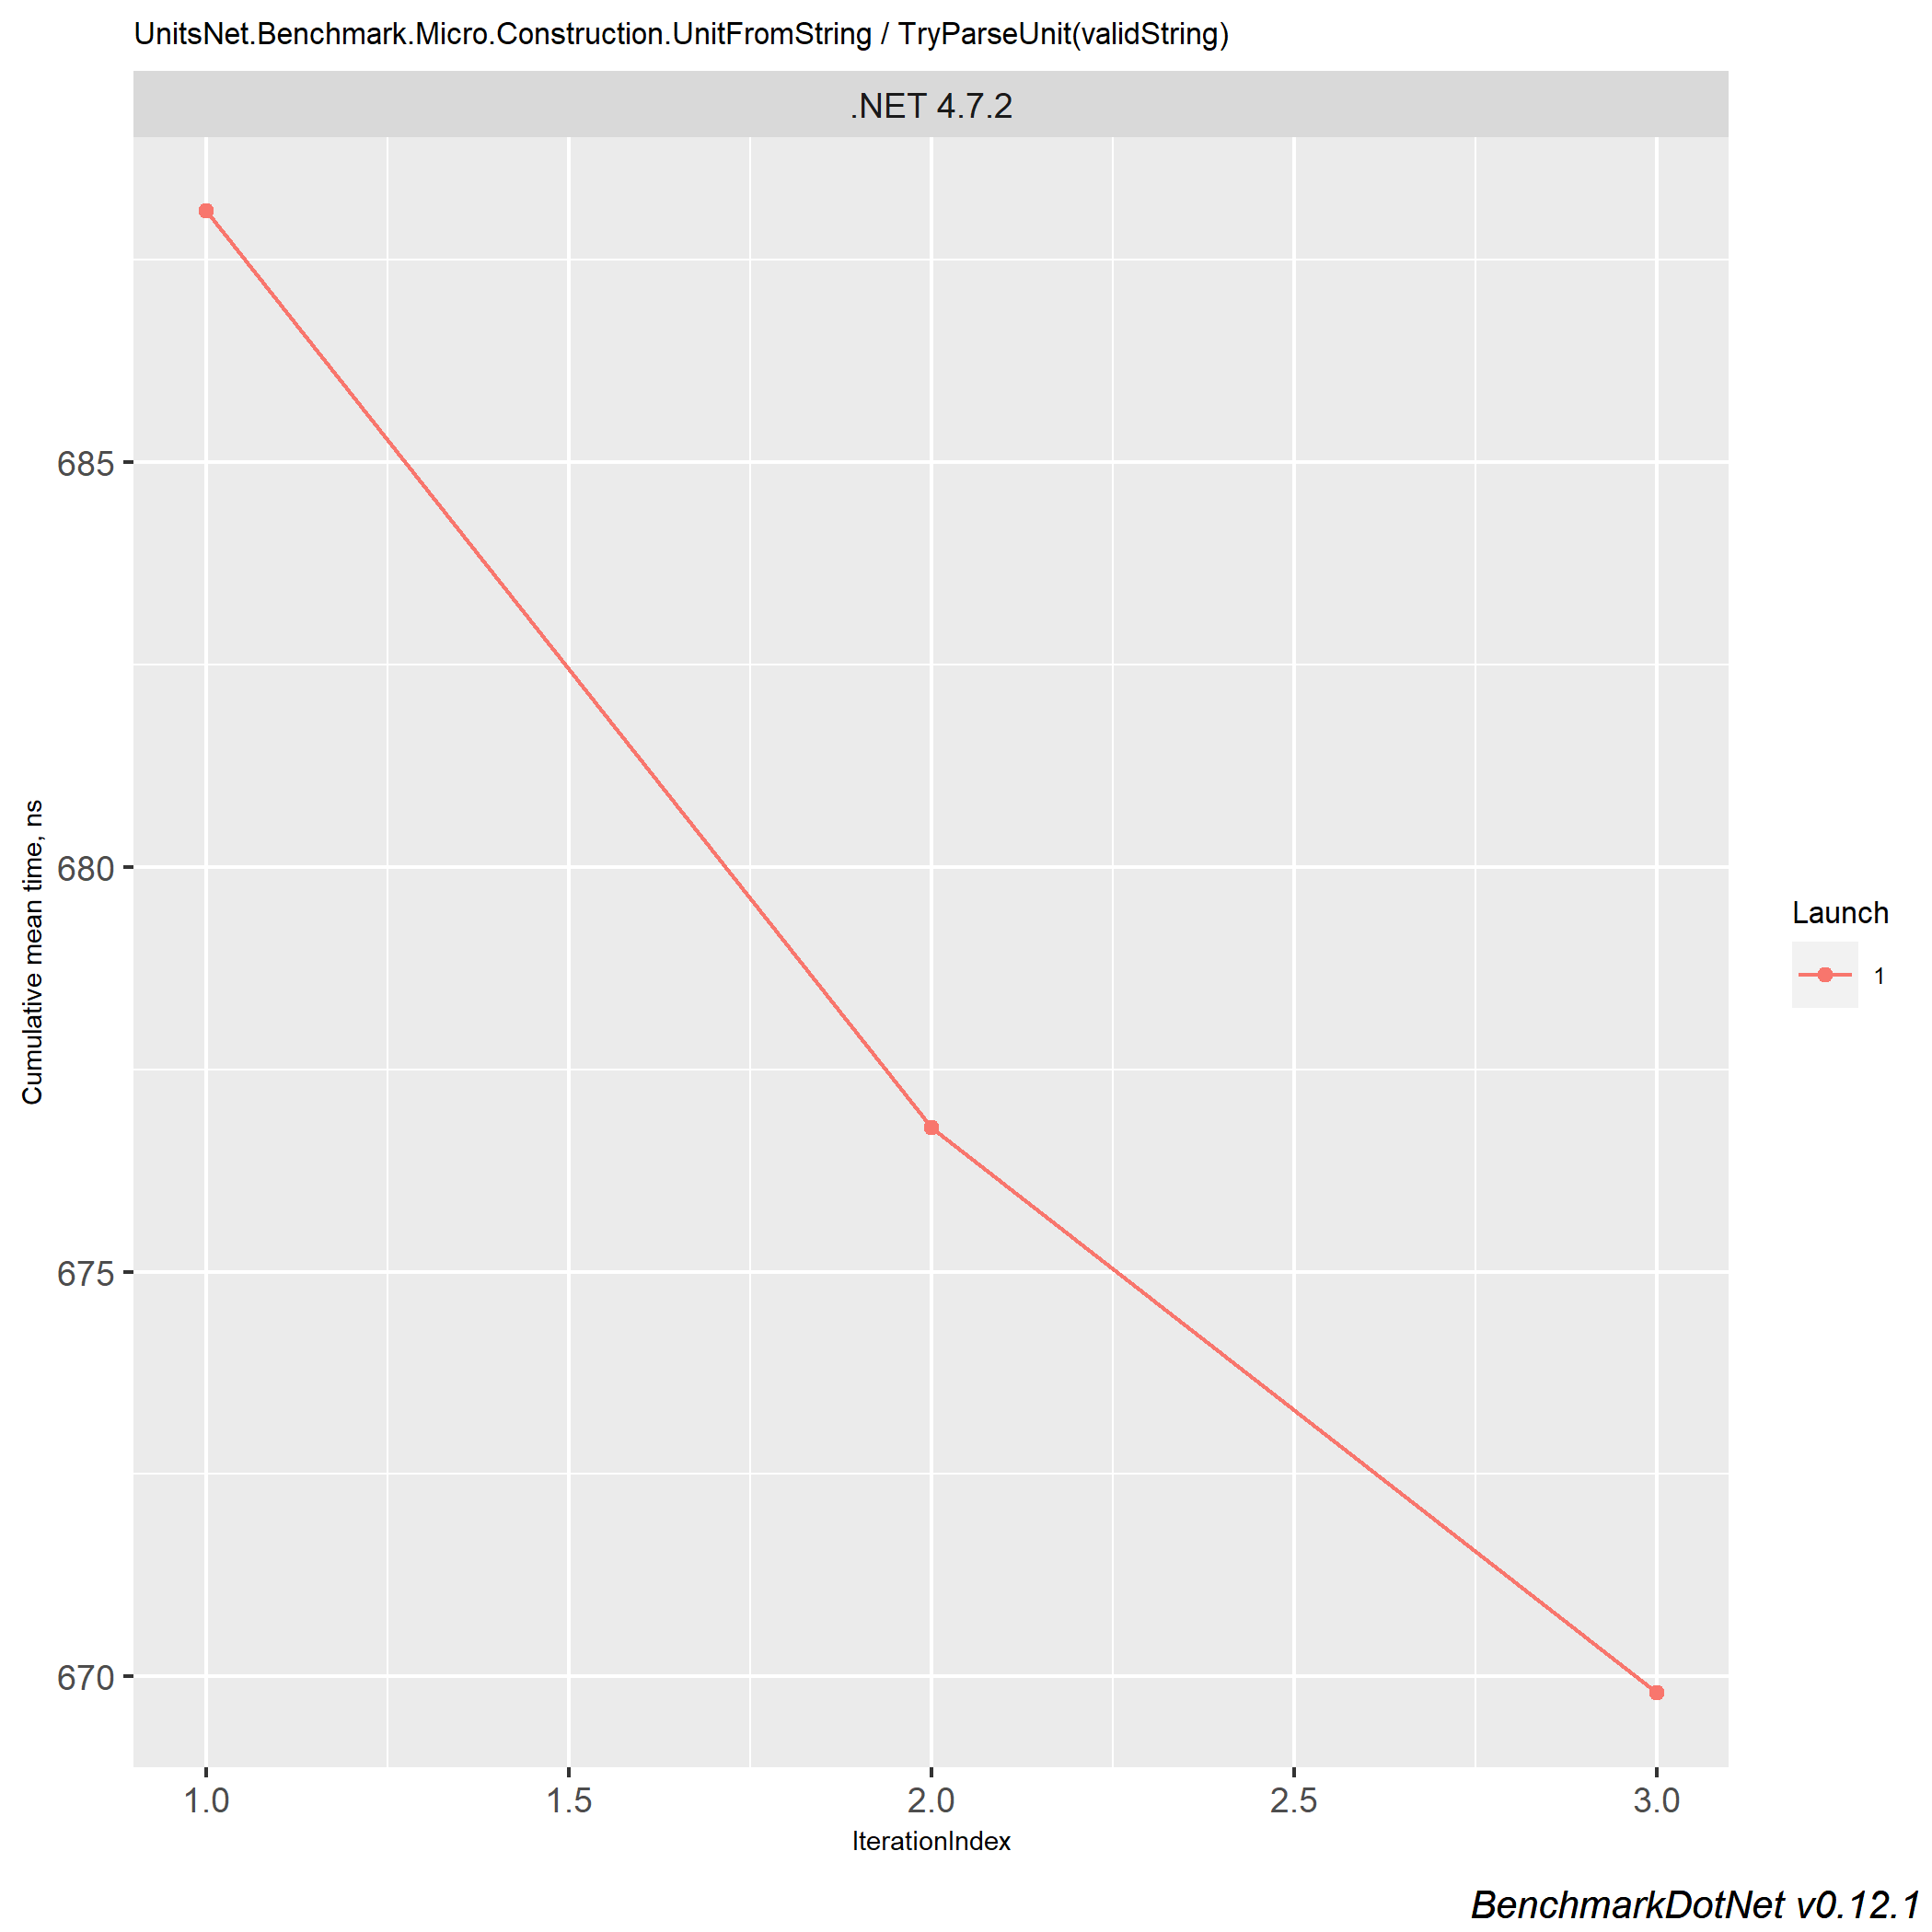 UnitsNet.Benchmark.Micro.Construction.UnitFromString / TryParseUnit(validString)
.NET 4.7.2
685
680
675
670
Cumulative mean time, ns
1.0 1.5 2.0 2.5 3.0
IterationIndex
Launch
1
BenchmarkDotNet v0.12.1